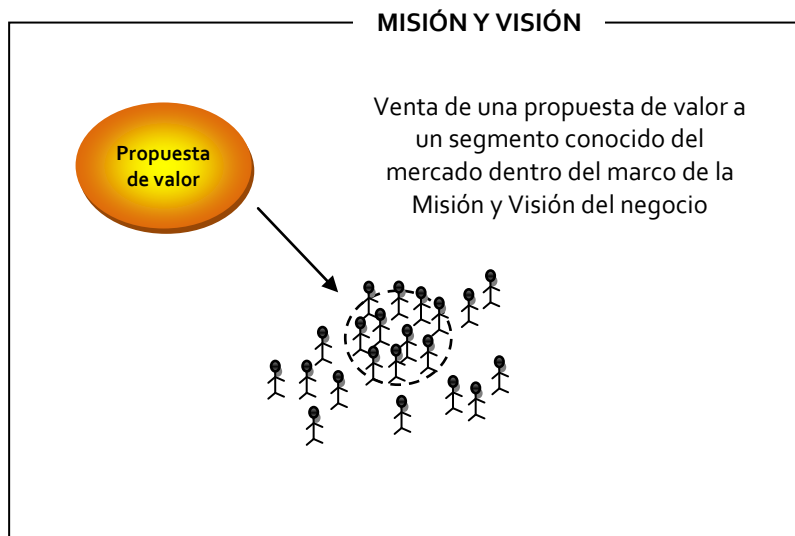 MISIÓN Y VISIÓN
Propuesta
de valor
Venta de una propuesta de valor a
un segmento conocido del
mercado dentro del marco de la
Misión y Visión del negocio